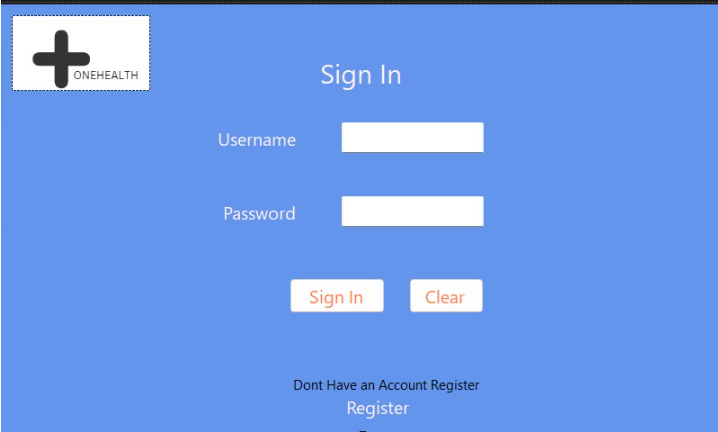 ONEHEALTH
Sign In
Username
Password
Sign In
Clear
Dont Have an Account Register
Register